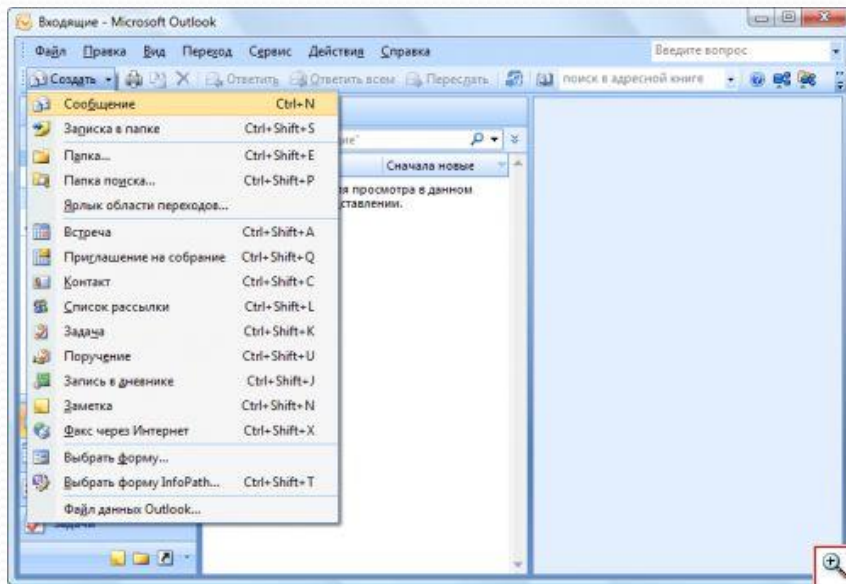 Входящие - Microsoft Outlook
Файл Правка Вид Переход Сервис Действия Справка Введите вопрос
Создать Ответить Ответить всем Переслать поиск в адресной книге
Сообщение Ctrl+N
Записка в папке Ctrl+Shift+S
Папка... Ctrl+Shift+E
Папка поиска... Ctrl+Shift+P
Сначала новые
я просмотра в данном
ставлении.
Ярлык области переходов...
Встреча Ctrl+Shift+A
Приглашение на собрание Ctrl+Shift+Q
Контакт Ctrl+Shift+C
Список рассылки Ctrl+Shift+L
Задача Ctrl+Shift+K
Поручение Ctrl+Shift+U
Запись в дневнике Ctrl+Shift+J
Заметка Ctrl+Shift+N
Факс через Интернет Ctrl+Shift+X
Выбрать форму...
Выбрать форму InfoPath... Ctrl+Shift+T
Файл данных Outlook...